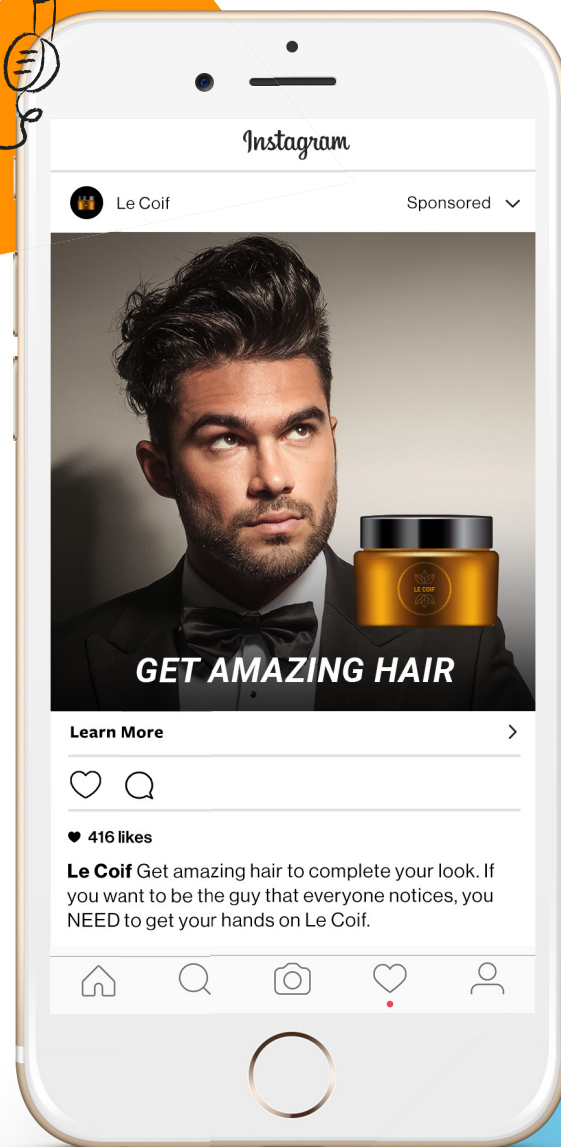 Instagram
Le Coif
Sponsored
LE COIF
GET AMAZING HAIR
Learn More
416 likes
Le Coif Get amazing hair to complete your look. If
you want to be the guy that everyone notices, you
NEED to get your hands on Le Coif.